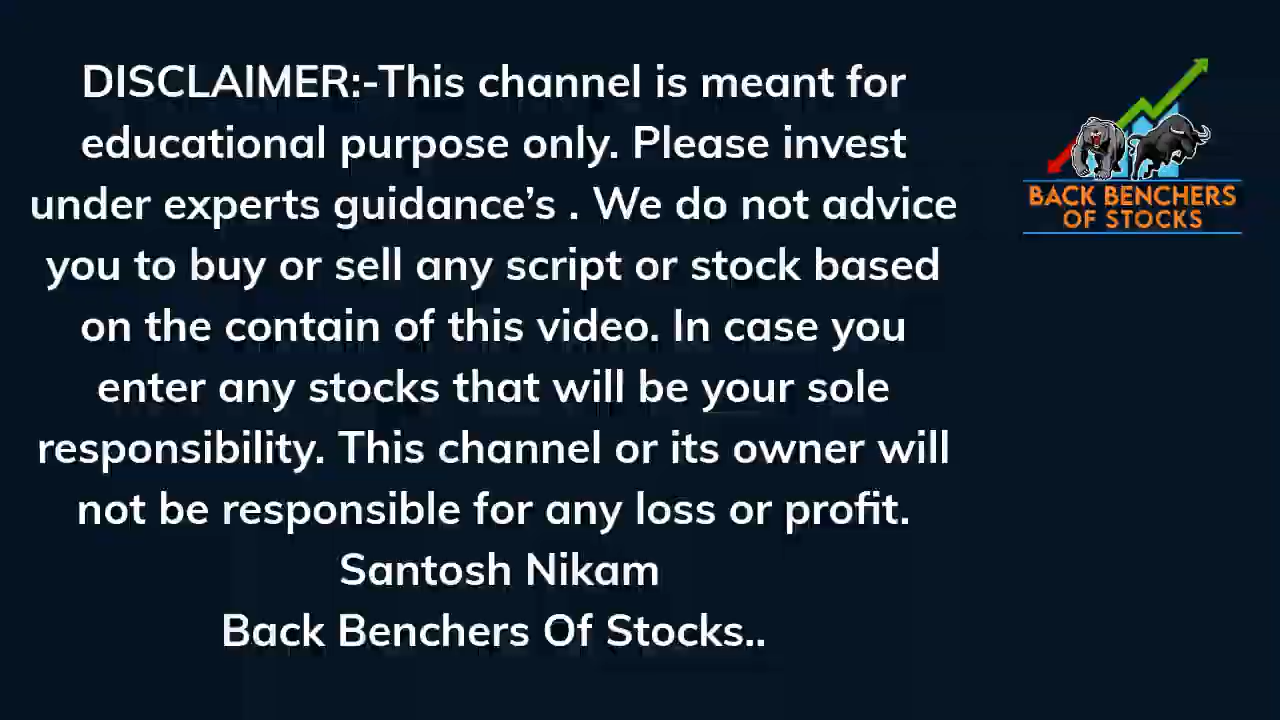 DISCLAIMER:-This channel is meant for
educational purpose only. Please invest
under experts guidance’s . We do not advice
you to buy or sell any script or stock based
on the contain of this video. In case you
enter any stocks that will be your sole
responsibility. This channel or its owner will
not be responsible for any loss or profit.
Santosh Nikam
Back Benchers Of Stocks..
BACK BENCHERS
OF STOCKS